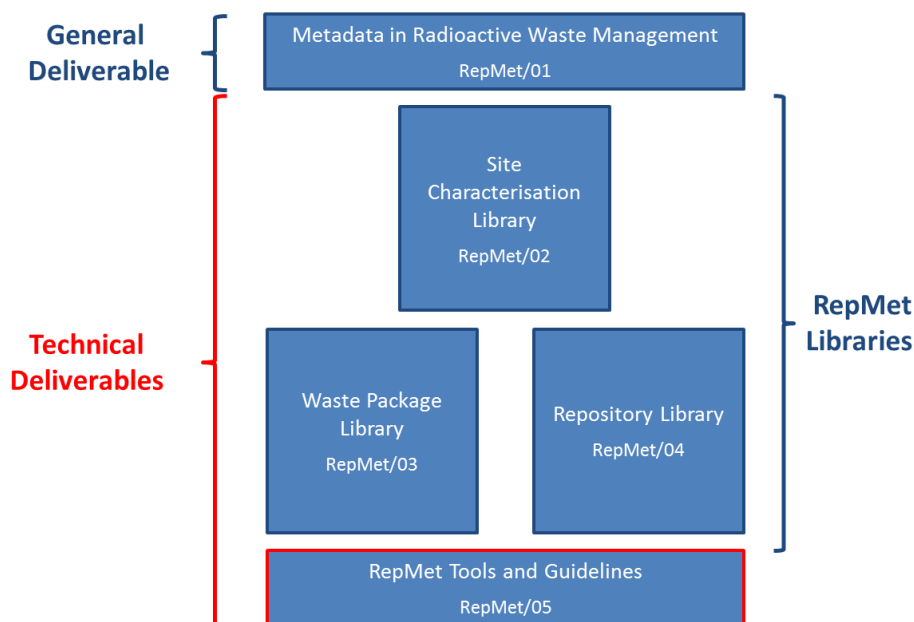 General
Deliverable
Metadata in Radioactive Waste Management
RepMet/01
Site
Characterisation
Library
RepMet/02
Technical
Deliverables
Waste Package
Library
RepMet/03
Repository Library
RepMet/04
RepMet
Libraries
RepMet Tools and Guidelines
RepMet/05